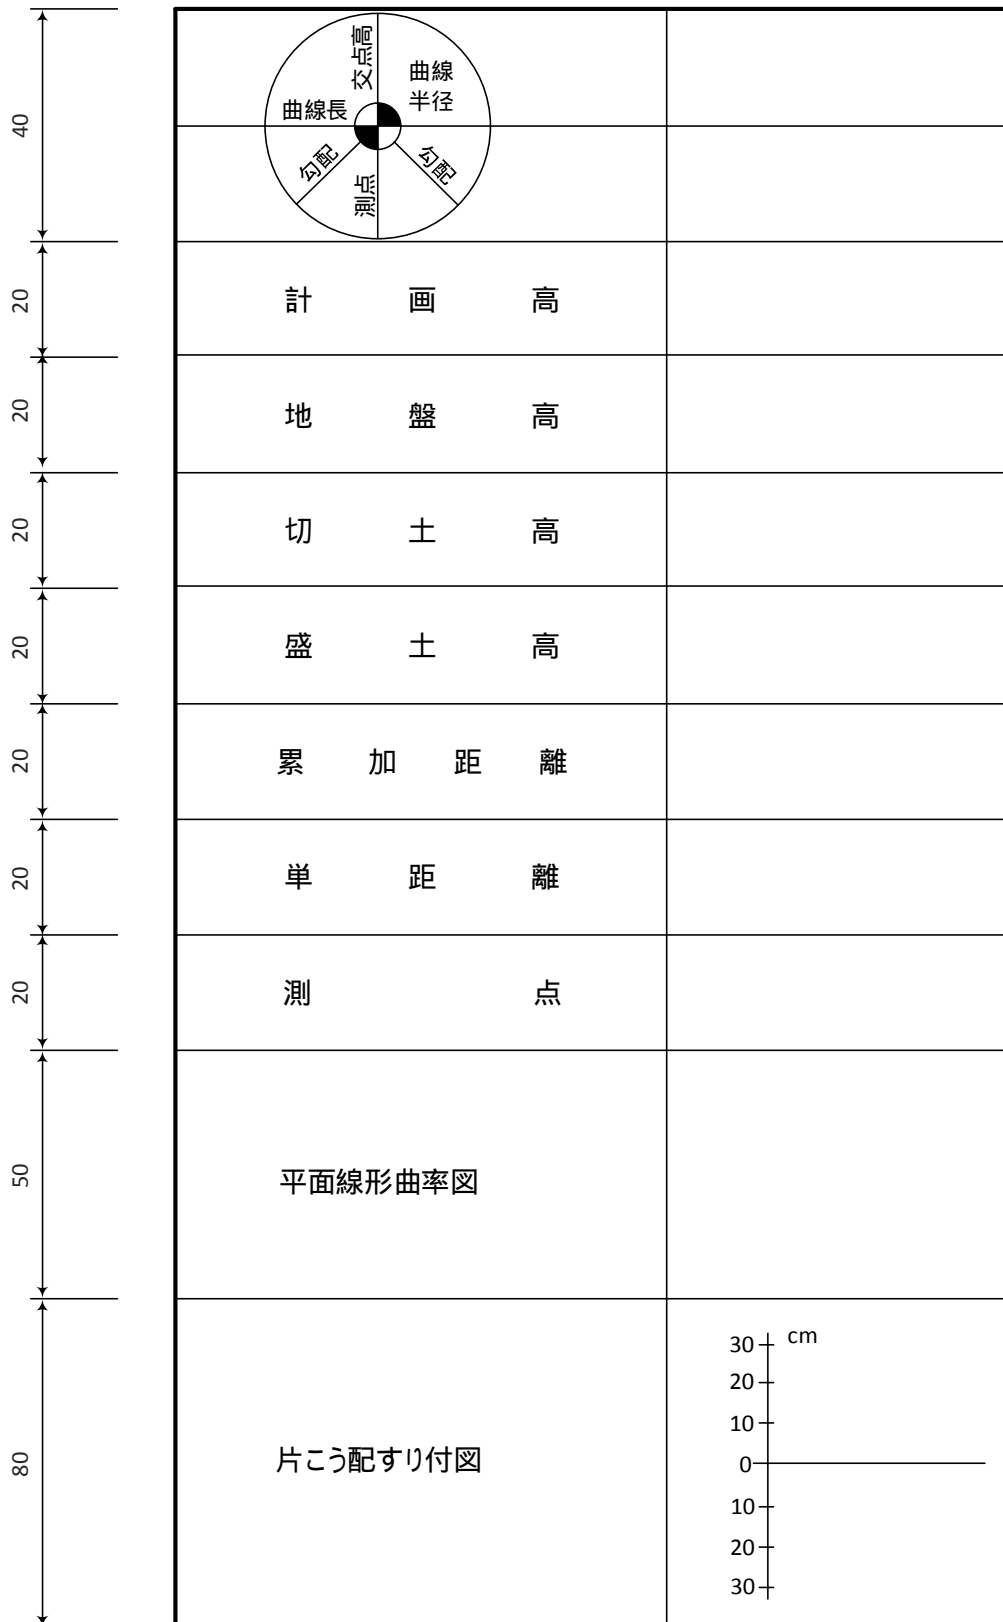 40
交点高
曲線
半径
曲線長
勾配
勾配
測点
20
計画高
20
地盤高
20
切土高
20
盛土高
20
累加距離
20
単距離
20
測点
50
平面線形曲率図
80
片こう配すり付図
cm
30
20
10
0
10
20
30